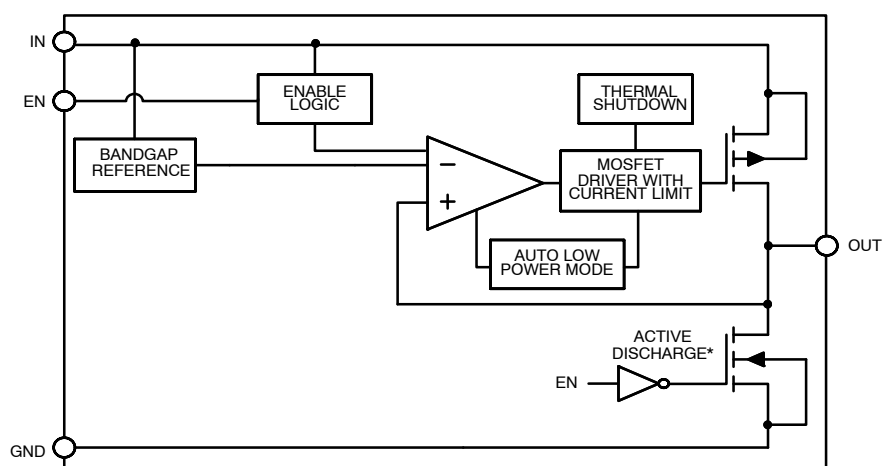 IN
EN
ENABLE
LOGIC
THERMAL
SHUTDOWN
BANDGAP
REFERENCE
MOSFET
DRIVER WITH
CURRENT LIMIT
AUTO LOW
POWER MODE
OUT
ACTIVE
DISCHARGE*
EN
GND